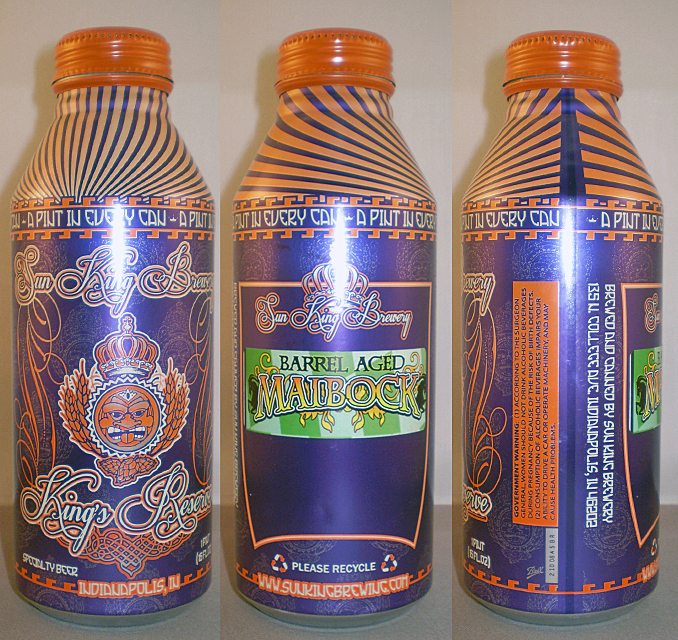 A PINT IN EVERY CAN
A PINT IN
Sun King Brewery
King's Reserve
1 PINT
(16 FL.OZ)
SPECIALTY BEER
INDIANAPOLIS, IN
PINT IN EVERY CAN
A PINT IN EVERY
Sun King Brewery
BARREL AGED
MAIBOCK
PLEASE RECYCLE
WWW.SUNKINGBREWING.COM
PINT IN EVERY CAN
A PINT IN EVER
GOVERNMENT WARNING: (1) ACCORDING TO THE SURGEON
GENERAL, WOMEN SHOULD NOT DRINK ALCOHOLIC BEVERAGES
DURING PREGNANCY BECAUSE OF THE RISK OF BIRTH DEFECTS.
(2) CONSUMPTION OF ALCOHOLIC BEVERAGES IMPAIRS YOUR
ABILITY TO DRIVE A CAR OR OPERATE MACHINERY, AND MAY
CAUSE HEALTH PROBLEMS.
BREWED AND CANNED BY SUN KING BREWERY
135 N COLLEGE AVE, INDIANAPOLIS, IN 46202
1 PINT
(16 FL.OZ)
Ball